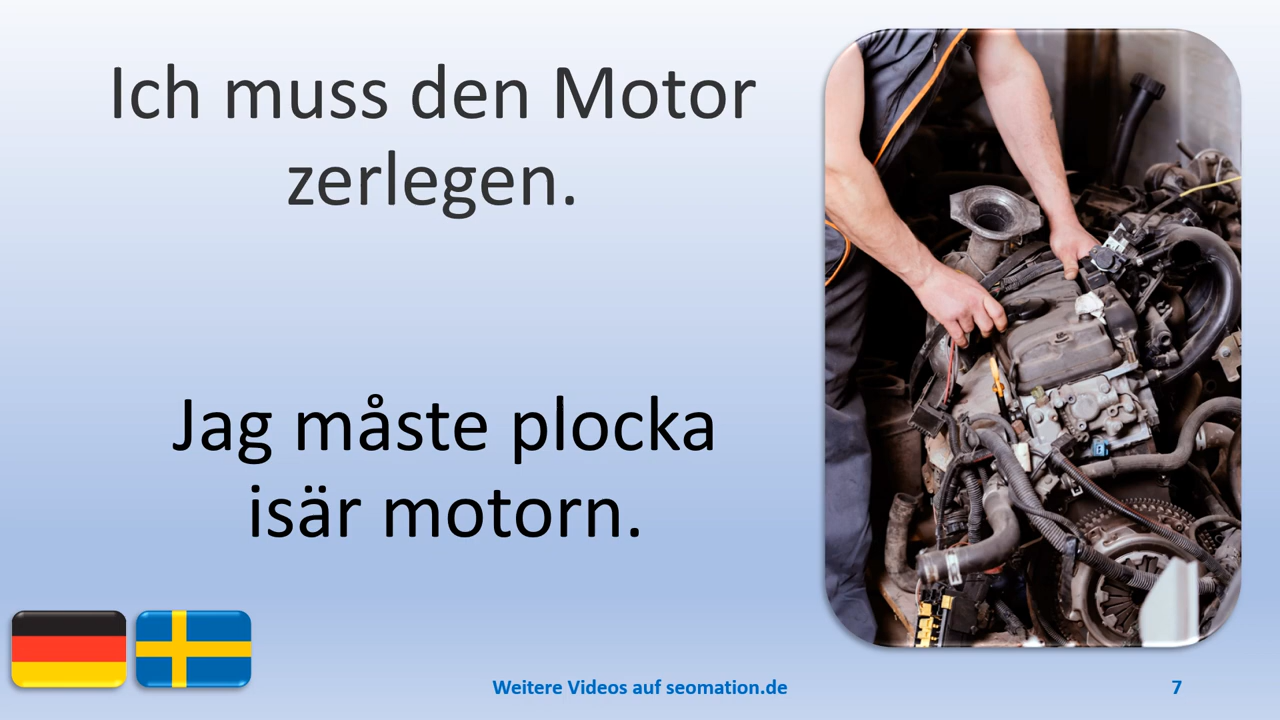 Ich muss den Motor
zerlegen.
Jag måste plocka
isär motorn.
Weitere Videos auf seomation.de
7